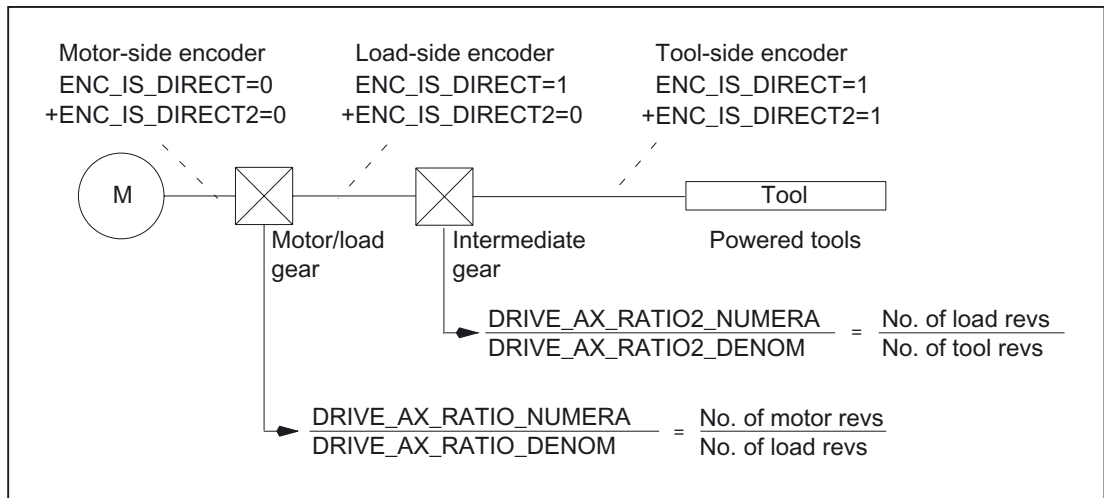 Motor-side encoder
ENC_IS_DIRECT=0
+ENC_IS_DIRECT2=0
Load-side encoder
ENC_IS_DIRECT=1
+ENC_IS_DIRECT2=0
Tool-side encoder
ENC_IS_DIRECT=1
+ENC_IS_DIRECT2=1
M
Tool
Motor/load
gear
Intermediate
gear
Powered tools
DRIVE_AX_RATIO2_NUMERA
DRIVE_AX_RATIO2_DENOM
=
No. of load revs
No. of tool revs
DRIVE_AX_RATIO_NUMERA
DRIVE_AX_RATIO_DENOM
=
No. of motor revs
No. of load revs